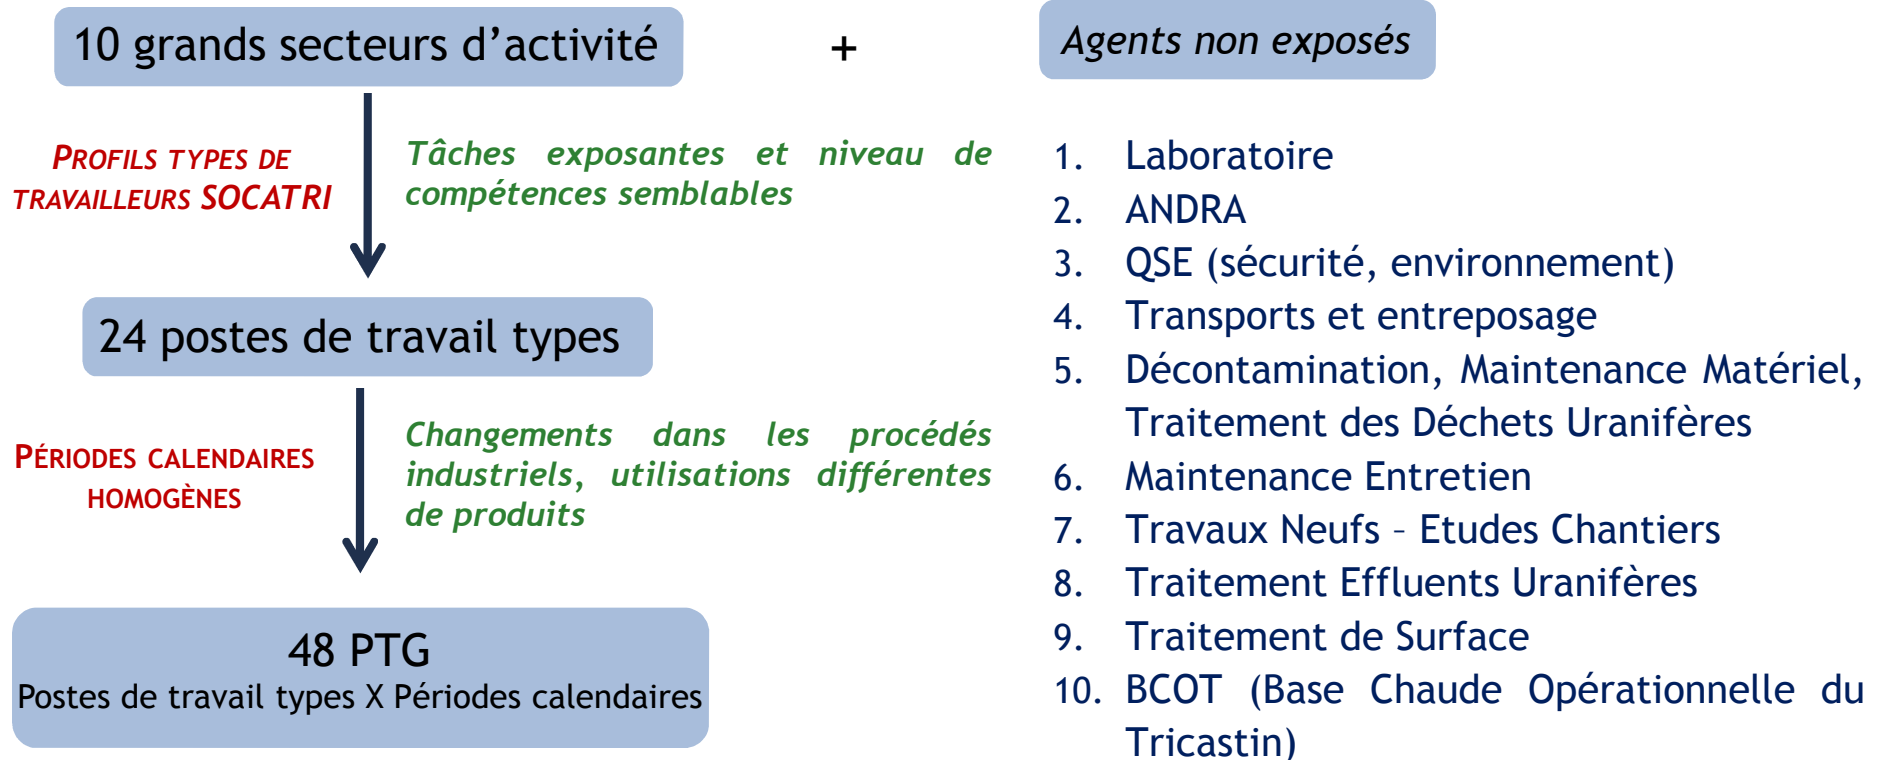 10 grands secteurs d’activité
+
Agents non exposés
PROFILS TYPES DE
TRAVAILLEURS SOCATRI
Tâches exposantes et niveau de
compétences semblables
24 postes de travail types
PÉRIODES CALENDAIRES
HOMOGÈNES
Changements dans les procédés
industriels, utilisations différentes
de produits
48 PTG
Postes de travail types X Périodes calendaires
1. Laboratoire
2. ANDRA
3. QSE (sécurité, environnement)
4. Transports et entreposage
5. Décontamination, Maintenance Matériel,
Traitement des Déchets Uranifères
6. Maintenance Entretien
7. Travaux Neufs – Etudes Chantiers
8. Traitement Effluents Uranifères
9. Traitement de Surface
10. BCOT (Base Chaude Opérationnelle du
Tricastin)